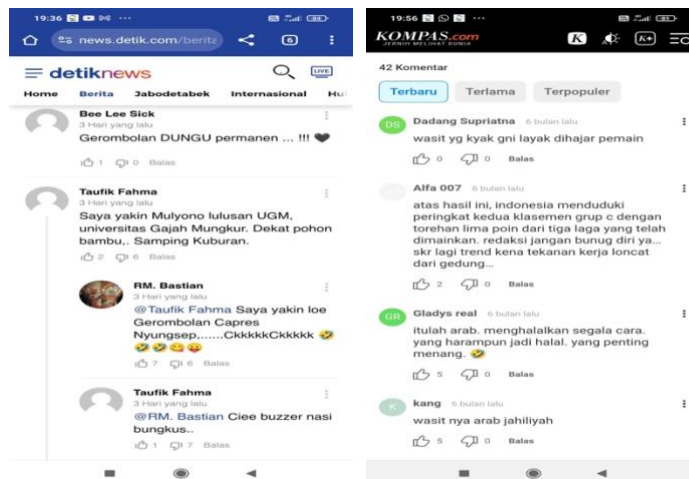 19:36
news.detik.com/berita
6
detiknews
LIVE
Home Berita Jabodetabek Internasional Hu
Bee Lee Sick
3 Hari yang lalu
Gerombolan DUNGU permanen ... !!! 🖤
1 0 Balas
Taufik Fahma
3 Hari yang lalu
Saya yakin Mulyono lulusan UGM,
universitas Gajah Mungkur. Dekat pohon
bambu,. Samping Kuburan.
2 6 Balas
RM. Bastian
3 Hari yang lalu
@Taufik Fahma Saya yakin loe
Gerombolan Capres
Nyungsep,......CkkkkkCkkkkk 🤣
🤣🤣😋😛
7 6 Balas
Taufik Fahma
3 Hari yang lalu
@RM. Bastian Ciee buzzer nasi
bungkus..
1 7 Balas
19:56
KOMPAS.com
JERNIH MELIHAT DUNIA
K K+
42 Komentar
Terbaru Terlama Terpopuler
DS Dadang Supriatna 6 bulan lalu
wasit yg kyak gni layak dihajar pemain
0 0 Balas
Alfa 007 6 bulan lalu
atas hasil ini, indonesia menduduki
peringkat kedua klasemen grup c dengan
torehan lima poin dari tiga laga yang telah
dimainkan. redaksi jangan bunug diri ya...
skr lagi trend kena tekanan kerja loncat
dari gedung...
2 0 Balas
GR Gladys real 6 bulan lalu
itulah arab. menghalalkan segala cara.
yang harampun jadi halal. yang penting
menang. 🤣
5 0 Balas
K kang 6 bulan lalu
wasit nya arab jahiliyah
5 0 Balas